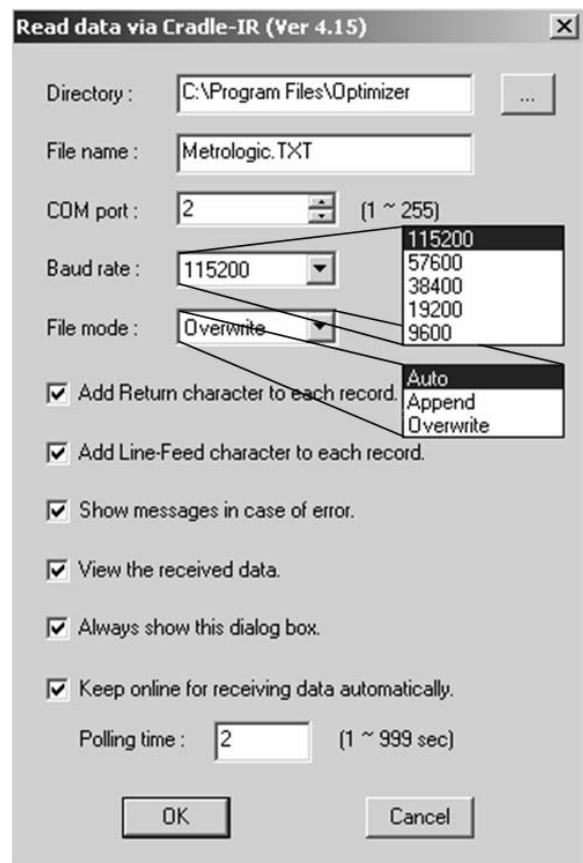 Read data via Cradle-IR (Ver 4.15)
Directory :
C:\Program Files\Optimizer
...
File name :
Metrologic.TXT
COM port :
2
(1 ~ 255)
Baud rate :
115200
115200
57600
38400
19200
9600
File mode :
Overwrite
Auto
Append
Overwrite
Add Return character to each record.
Add Line-Feed character to each record.
Show messages in case of error.
View the received data.
Always show this dialog box.
Keep online for receiving data automatically.
Polling time :
2
(1 ~ 999 sec)
OK
Cancel